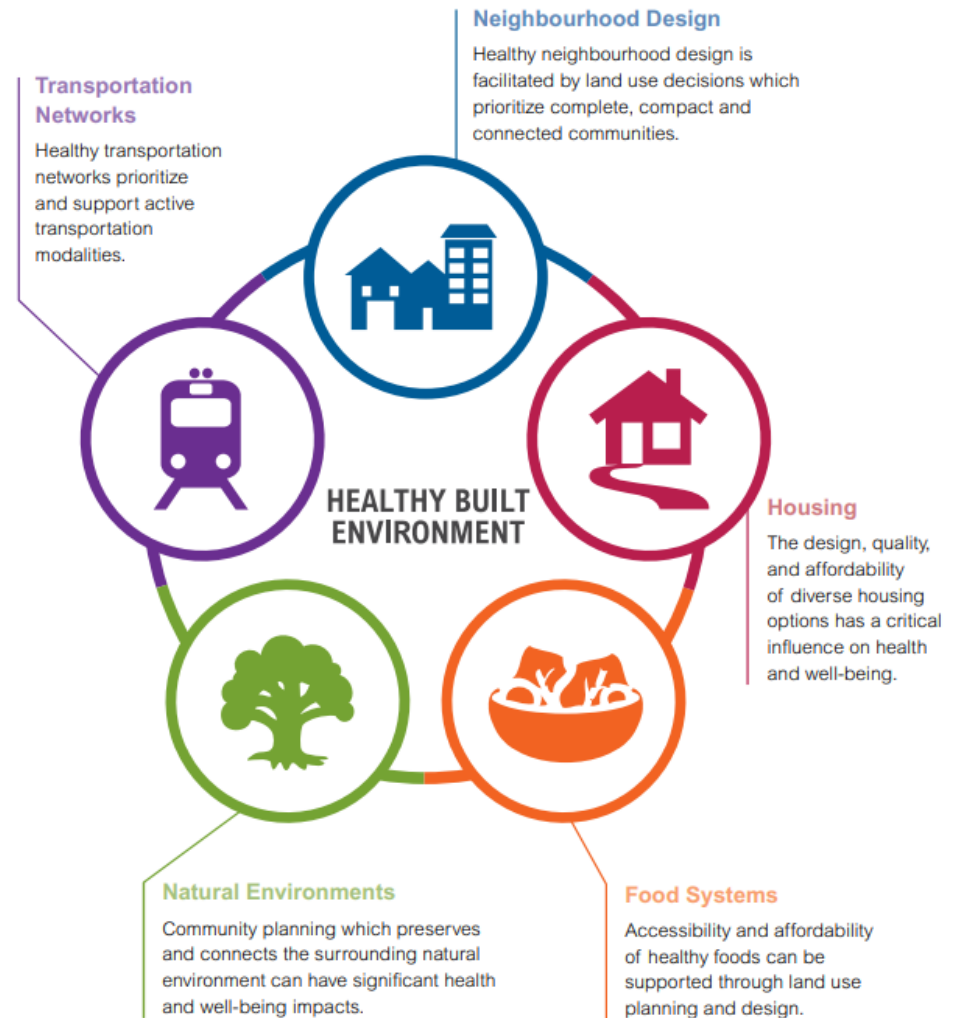 Neighbourhood Design
Healthy neighbourhood design is
facilitated by land use decisions which
prioritize complete, compact and
connected communities.
Transportation
Networks
Healthy transportation
networks prioritize
and support active
transportation
modalities.
HEALTHY BUILT
ENVIRONMENT
Housing
The design, quality,
and affordability
of diverse housing
options has a critical
influence on health
and well-being.
Natural Environments
Community planning which preserves
and connects the surrounding natural
environment can have significant health
and well-being impacts.
Food Systems
Accessibility and affordability
of healthy foods can be
supported through land use
planning and design.